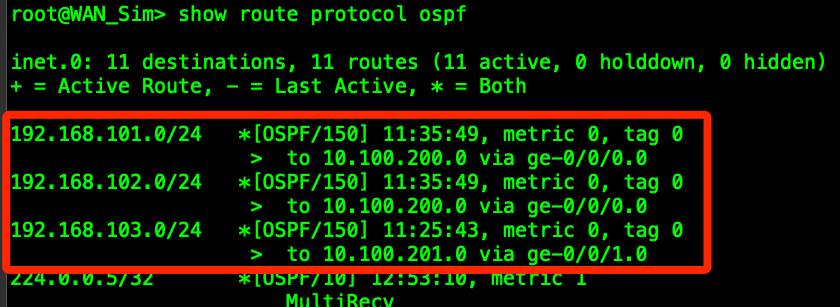 root@WAN_Sim> show route protocol ospf
inet.0: 11 destinations, 11 routes (11 active, 0 holddown, 0 hidden)
+ = Active Route, - = Last Active, * = Both
192.168.101.0/24   *[OSPF/150] 11:35:49, metric 0, tag 0
> to 10.100.200.0 via ge-0/0/0.0
192.168.102.0/24   *[OSPF/150] 11:35:49, metric 0, tag 0
> to 10.100.200.0 via ge-0/0/0.0
192.168.103.0/24   *[OSPF/150] 11:25:43, metric 0, tag 0
> to 10.100.201.0 via ge-0/0/1.0
224.0.0.5/32       *[OSPF/10] 12:53:10, metric 1
MultiRecv